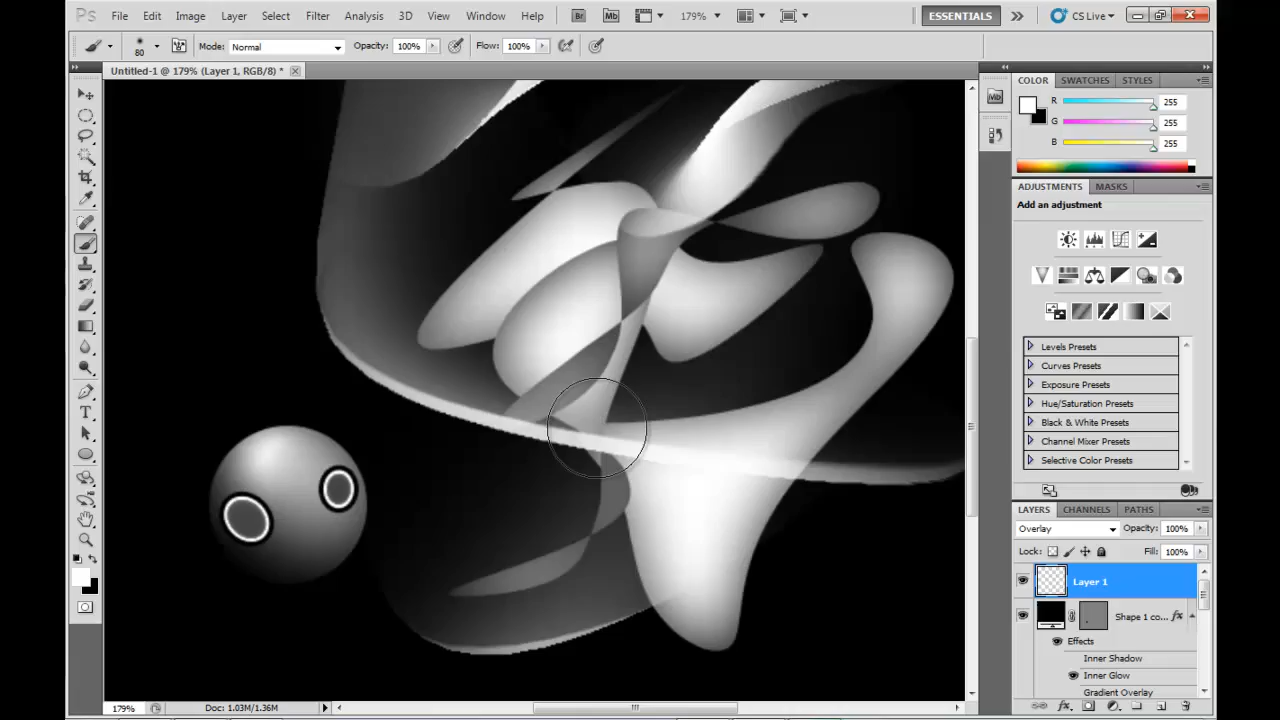 Ps File Edit Image Layer Select Filter Analysis 3D View Window Help Br Mb 179% ESSENTIALS CS Live
80 Mode: Normal Opacity: 100% Flow: 100%
Untitled-1 @ 179% (Layer 1, RGB/8) *
COLOR SWATCHES STYLES
Mb
R 255
G 255
B 255
ADJUSTMENTS MASKS
Add an adjustment
Levels Presets
Curves Presets
Exposure Presets
Hue/Saturation Presets
Black & White Presets
Channel Mixer Presets
Selective Color Presets
LAYERS CHANNELS PATHS
Overlay Opacity: 100%
Lock: Fill: 100%
Layer 1
Shape 1 co... fx
Effects
Inner Shadow
Inner Glow
Gradient Overlay
179% Doc: 1.03M/1.36M
fx